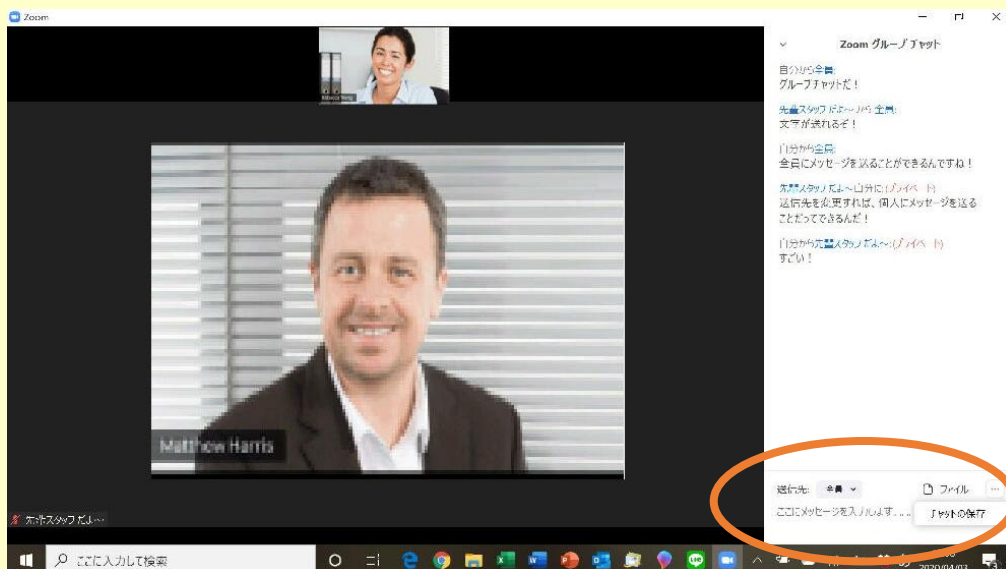 Zoom
Zoom グループチャット
自分から全員:
グループチャットだ！
先輩スタッフだよ～から全員:
文字が送れるぞ！
自分から全員:
全員にメッセージを送ることができるんですね！
先輩スタッフだよ～自分に:(プライベート)
送信先を変更すれば、個人にメッセージを送る
ことだってできるんだ！
自分から先輩スタッフだよ～:(プライベート)
すごい！
Matthew Harris
送信先: 全員
ファイル
ここにメッセージを入力します...
チャットの保存
先輩スタッフだよ～
ここに入力して検索
2020/04/03